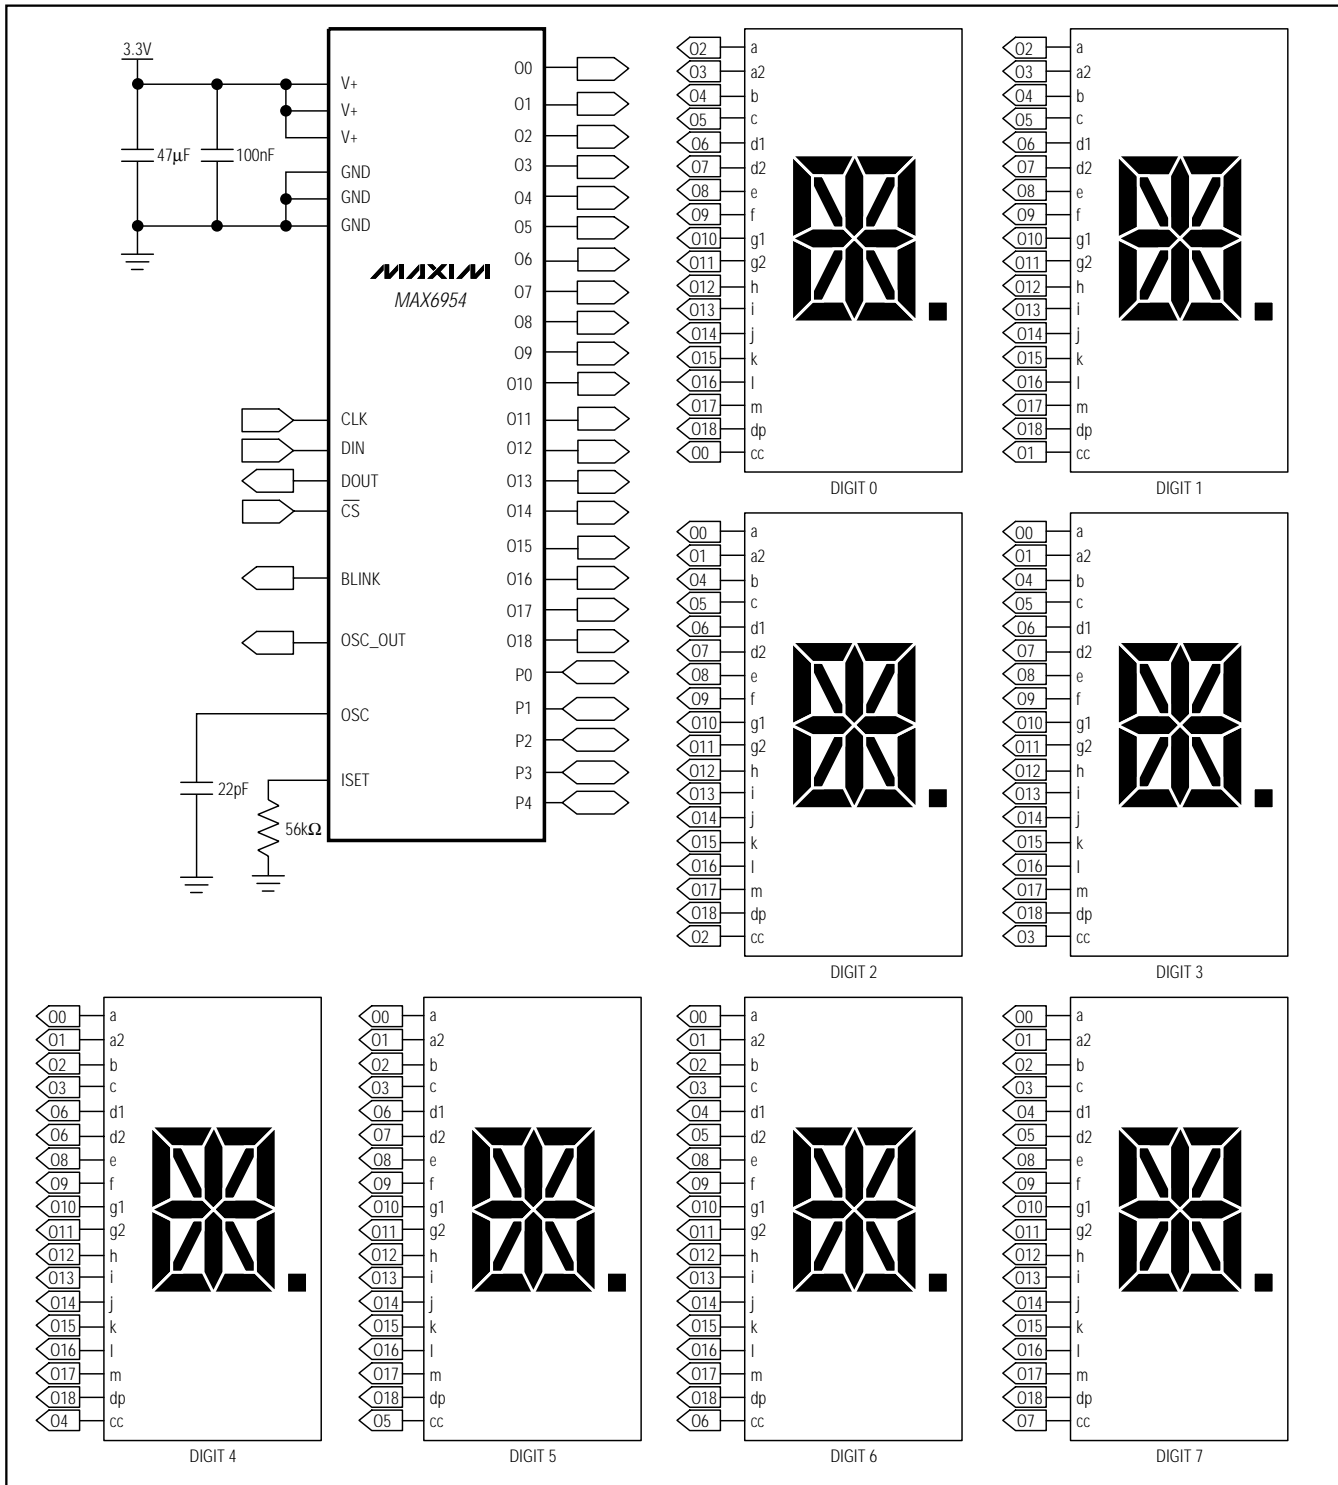 3.3V
47μF
100nF
V+
V+
V+
GND
GND
GND
MAXIM
MAX6954
CLK
DIN
DOUT
CS
BLINK
OSC_OUT
OSC
ISET
22pF
56kΩ
O0
O1
O2
O3
O4
O5
O6
O7
O8
O9
O10
O11
O12
O13
O14
O15
O16
O17
O18
P0
P1
P2
P3
P4
O2 a
O3 a2
O4 b
O5 c
O6 d1
O7 d2
O8 e
O9 f
O10 g1
O11 g2
O12 h
O13 i
O14 j
O15 k
O16 l
O17 m
O18 dp
O0 cc
DIGIT 0
O2 a
O3 a2
O4 b
O5 c
O6 d1
O7 d2
O8 e
O9 f
O10 g1
O11 g2
O12 h
O13 i
O14 j
O15 k
O16 l
O17 m
O18 dp
O1 cc
DIGIT 1
O0 a
O1 a2
O4 b
O5 c
O6 d1
O7 d2
O8 e
O9 f
O10 g1
O11 g2
O12 h
O13 i
O14 j
O15 k
O16 l
O17 m
O18 dp
O2 cc
DIGIT 2
O0 a
O1 a2
O4 b
O5 c
O6 d1
O7 d2
O8 e
O9 f
O10 g1
O11 g2
O12 h
O13 i
O14 j
O15 k
O16 l
O17 m
O18 dp
O3 cc
DIGIT 3
O0 a
O1 a2
O2 b
O3 c
O6 d1
O6 d2
O8 e
O9 f
O10 g1
O11 g2
O12 h
O13 i
O14 j
O15 k
O16 l
O17 m
O18 dp
O4 cc
DIGIT 4
O0 a
O1 a2
O2 b
O3 c
O6 d1
O7 d2
O8 e
O9 f
O10 g1
O11 g2
O12 h
O13 i
O14 j
O15 k
O16 l
O17 m
O18 dp
O5 cc
DIGIT 5
O0 a
O1 a2
O2 b
O3 c
O4 d1
O5 d2
O8 e
O9 f
O10 g1
O11 g2
O12 h
O13 i
O14 j
O15 k
O16 l
O17 m
O18 dp
O6 cc
DIGIT 6
O0 a
O1 a2
O2 b
O3 c
O4 d1
O5 d2
O8 e
O9 f
O10 g1
O11 g2
O12 h
O13 i
O14 j
O15 k
O16 l
O17 m
O18 dp
O7 cc
DIGIT 7